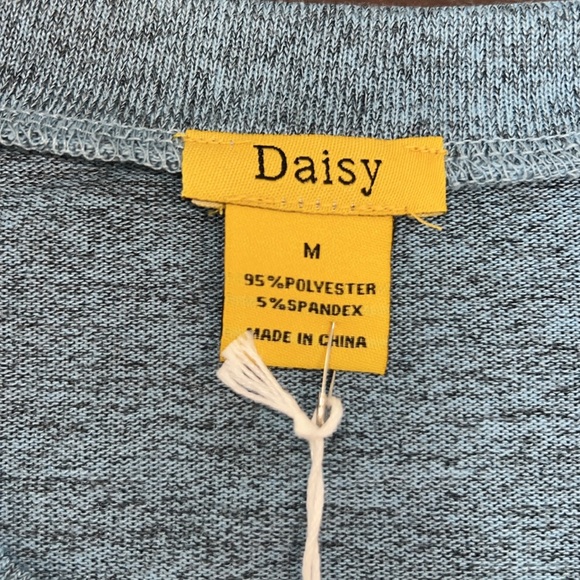 Daisy
M
95%POLYESTER
5%SPANDEX
MADE IN CHINA